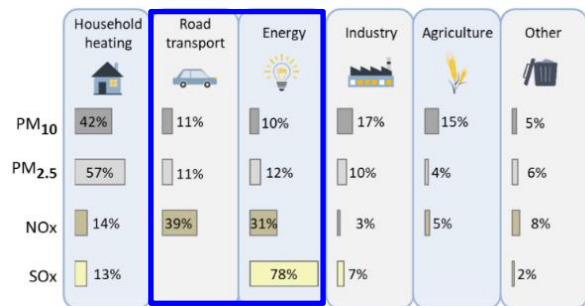 Household heating Road transport Energy Industry Agriculture Other
PM10 42% 11% 10% 17% 15% 5%
PM2.5 57% 11% 12% 10% 4% 6%
NOx 14% 39% 31% 3% 5% 8%
SOx 13% 78% 7% 2%